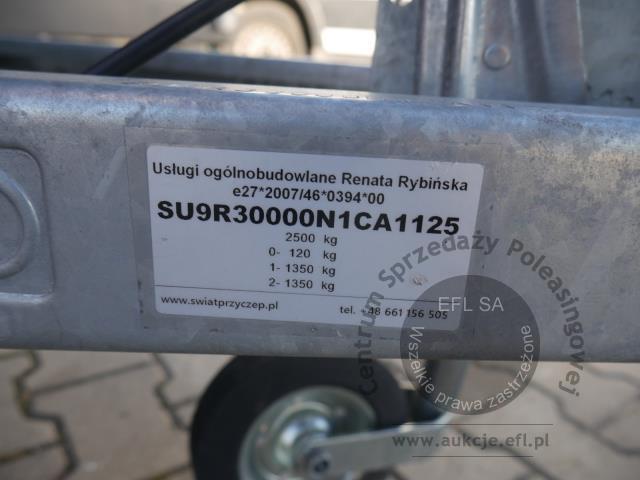 Usługi ogólnobudowlane Renata Rybińska
e27*2007/46*0394*00
SU9R30000N1CA1125
2500 kg
0- 120 kg
1- 1350 kg
2- 1350 kg
www.swiatprzyczep.pl tel. +48 661 156 505
Centrum Sprzedaży Poleasingowej
EFL SA
Wszelkie prawa zastrzeżone
www.aukcje.efl.pl